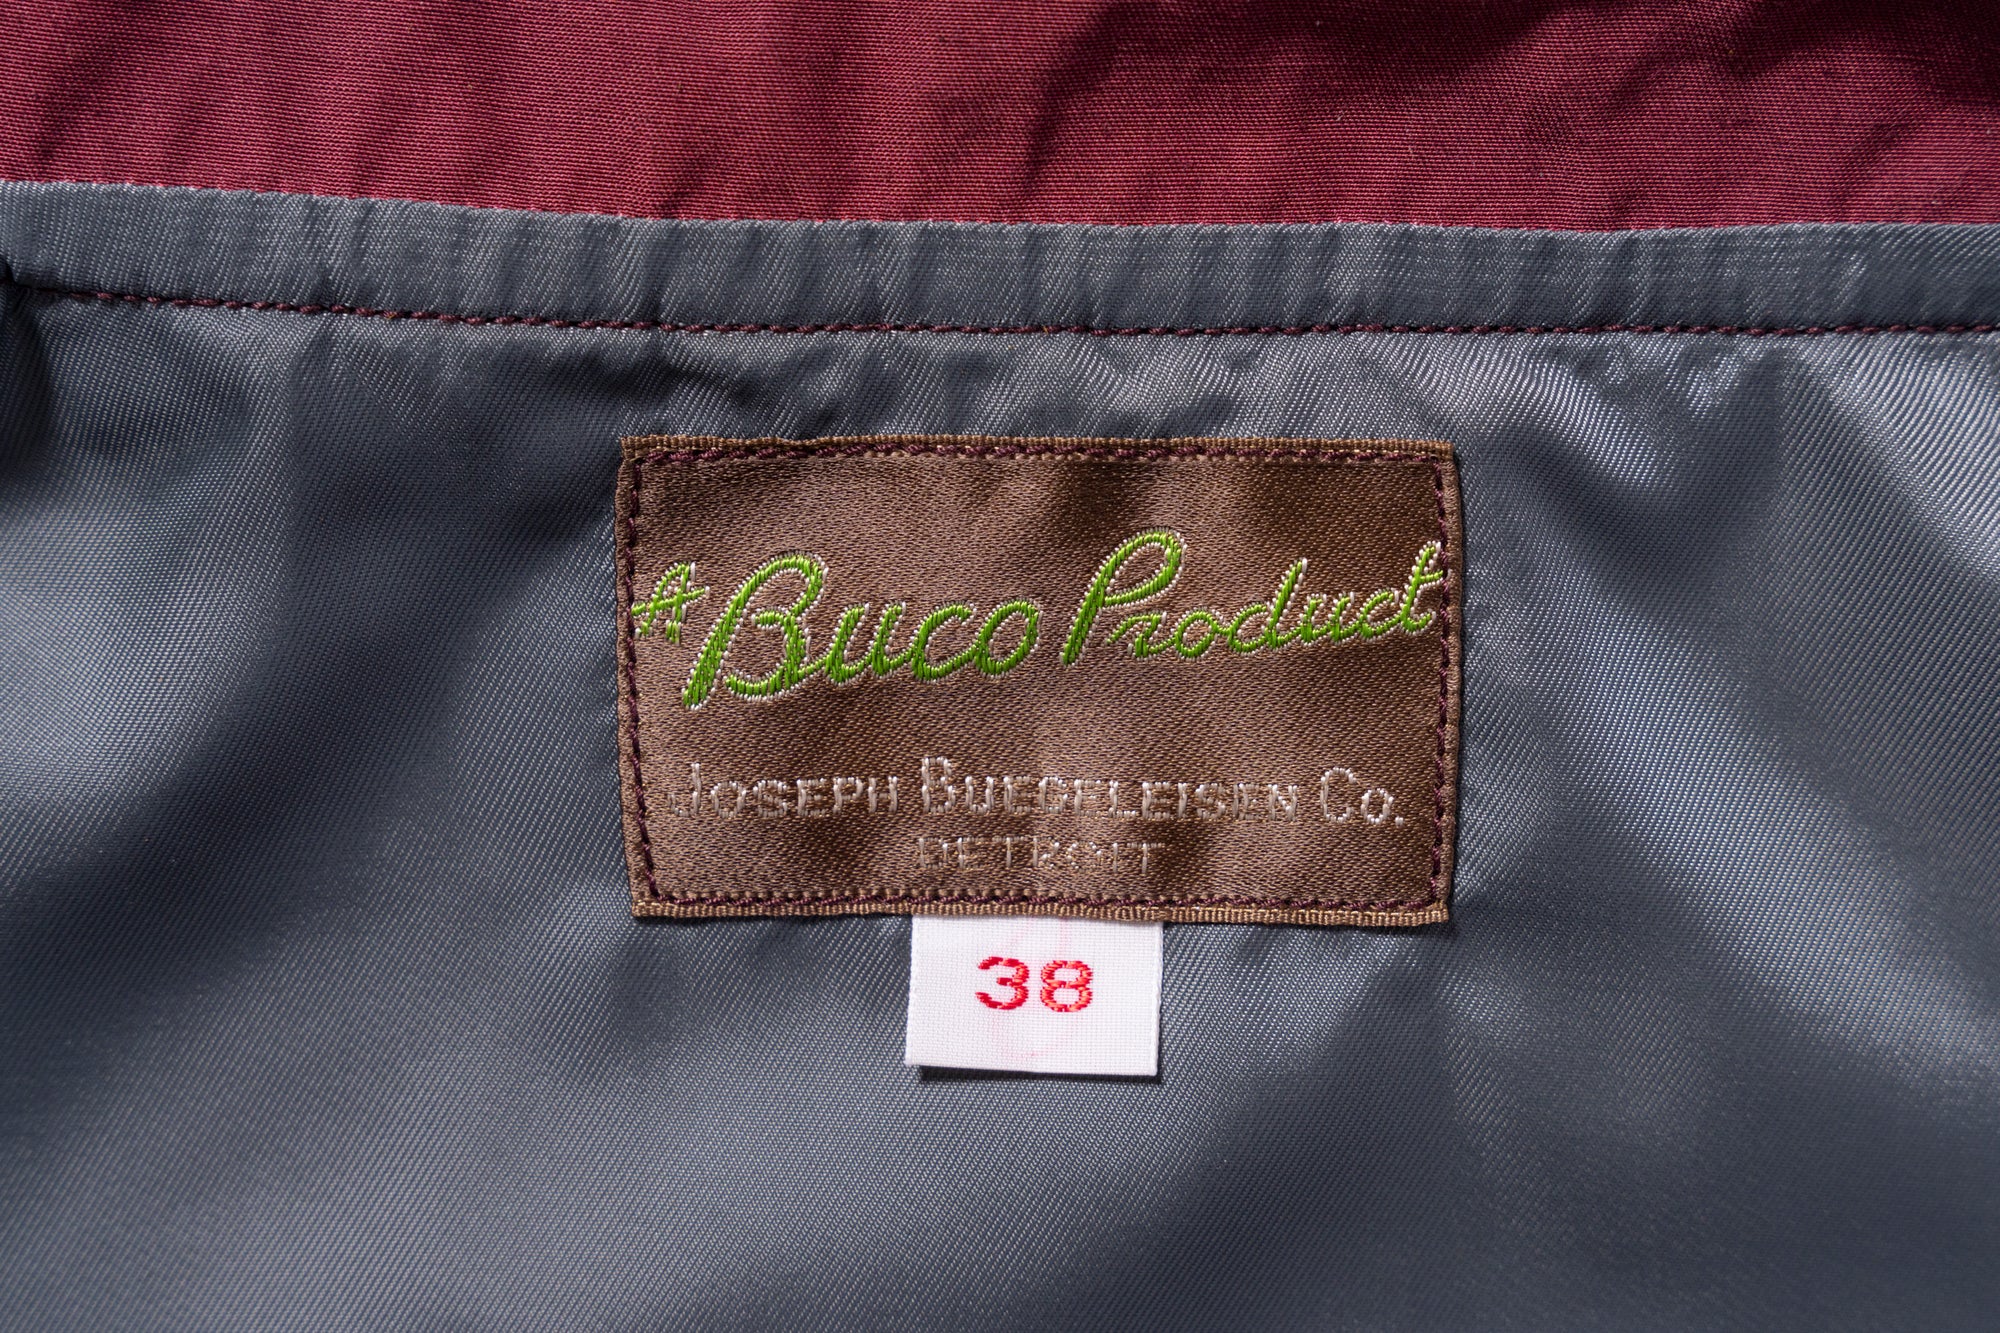 A Buco Product
JOSEPH BUEGELEISEN CO.
DETROIT
38